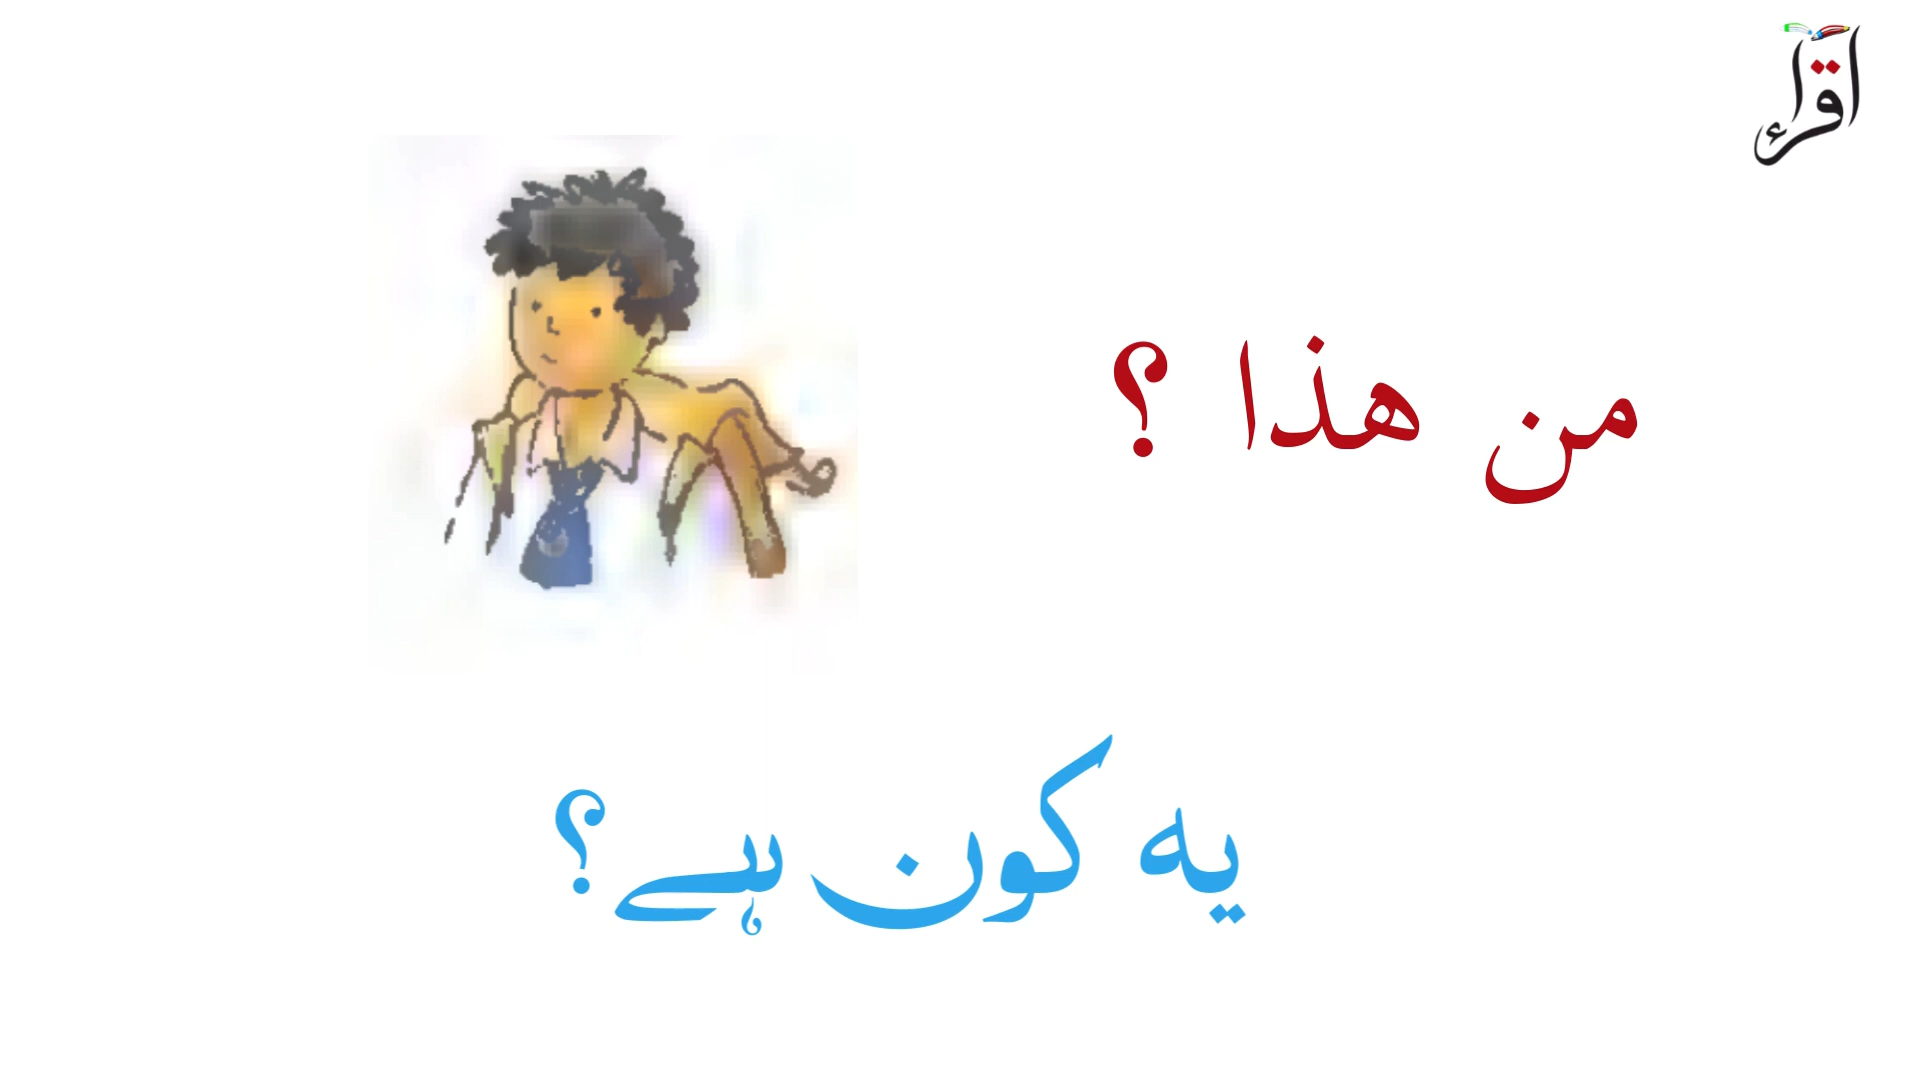 اقرأ
من هذا ؟
یہ کون ہے؟